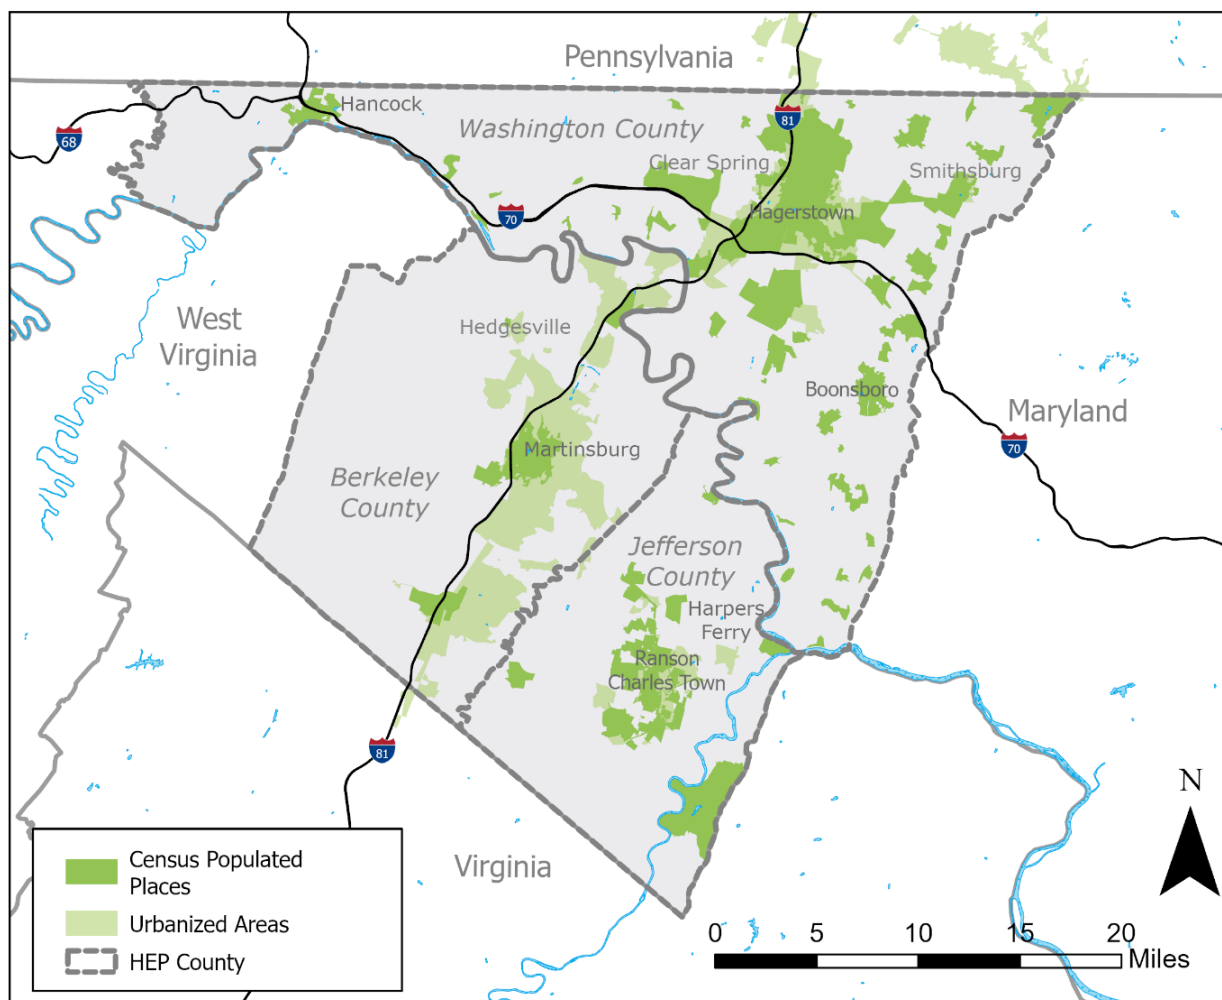 Pennsylvania
Hancock
81
Washington County
68
Clear Spring
Smithsburg
70
Hagerstown
West
Virginia
Hedgesville
Boonsboro
Maryland
70
Martinsburg
Berkeley
County
Jefferson
County
Harpers
Ferry
Ranson
Charles Town
81
N
Virginia
Census Populated
Places
Urbanized Areas
HEP County
0 5 10 15 20
Miles